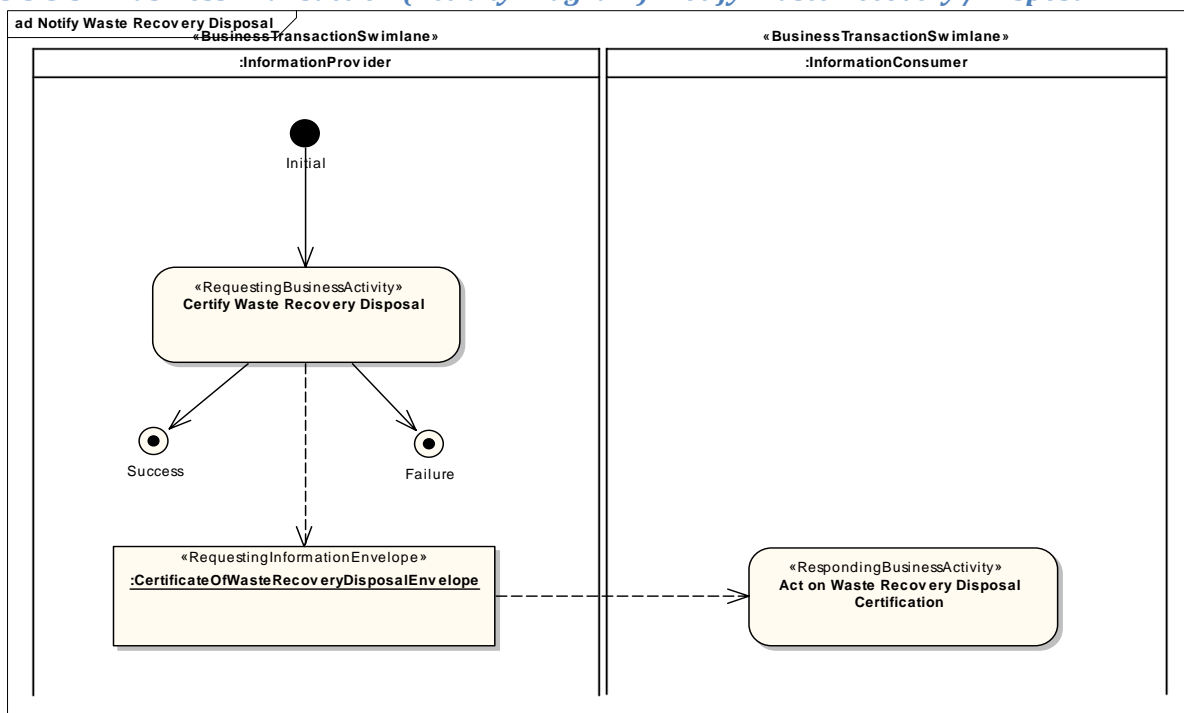 ad Notify Waste Recovery Disposal
«BusinessTransactionSwimlane»
«BusinessTransactionSwimlane»
:InformationProvider
:InformationConsumer
Initial
«RequestingBusinessActivity»
Certify Waste Recovery Disposal
Success
Failure
«RequestingInformationEnvelope»
:CertificateOfWasteRecoveryDisposalEnvelope
«RespondingBusinessActivity»
Act on Waste Recovery Disposal
Certification